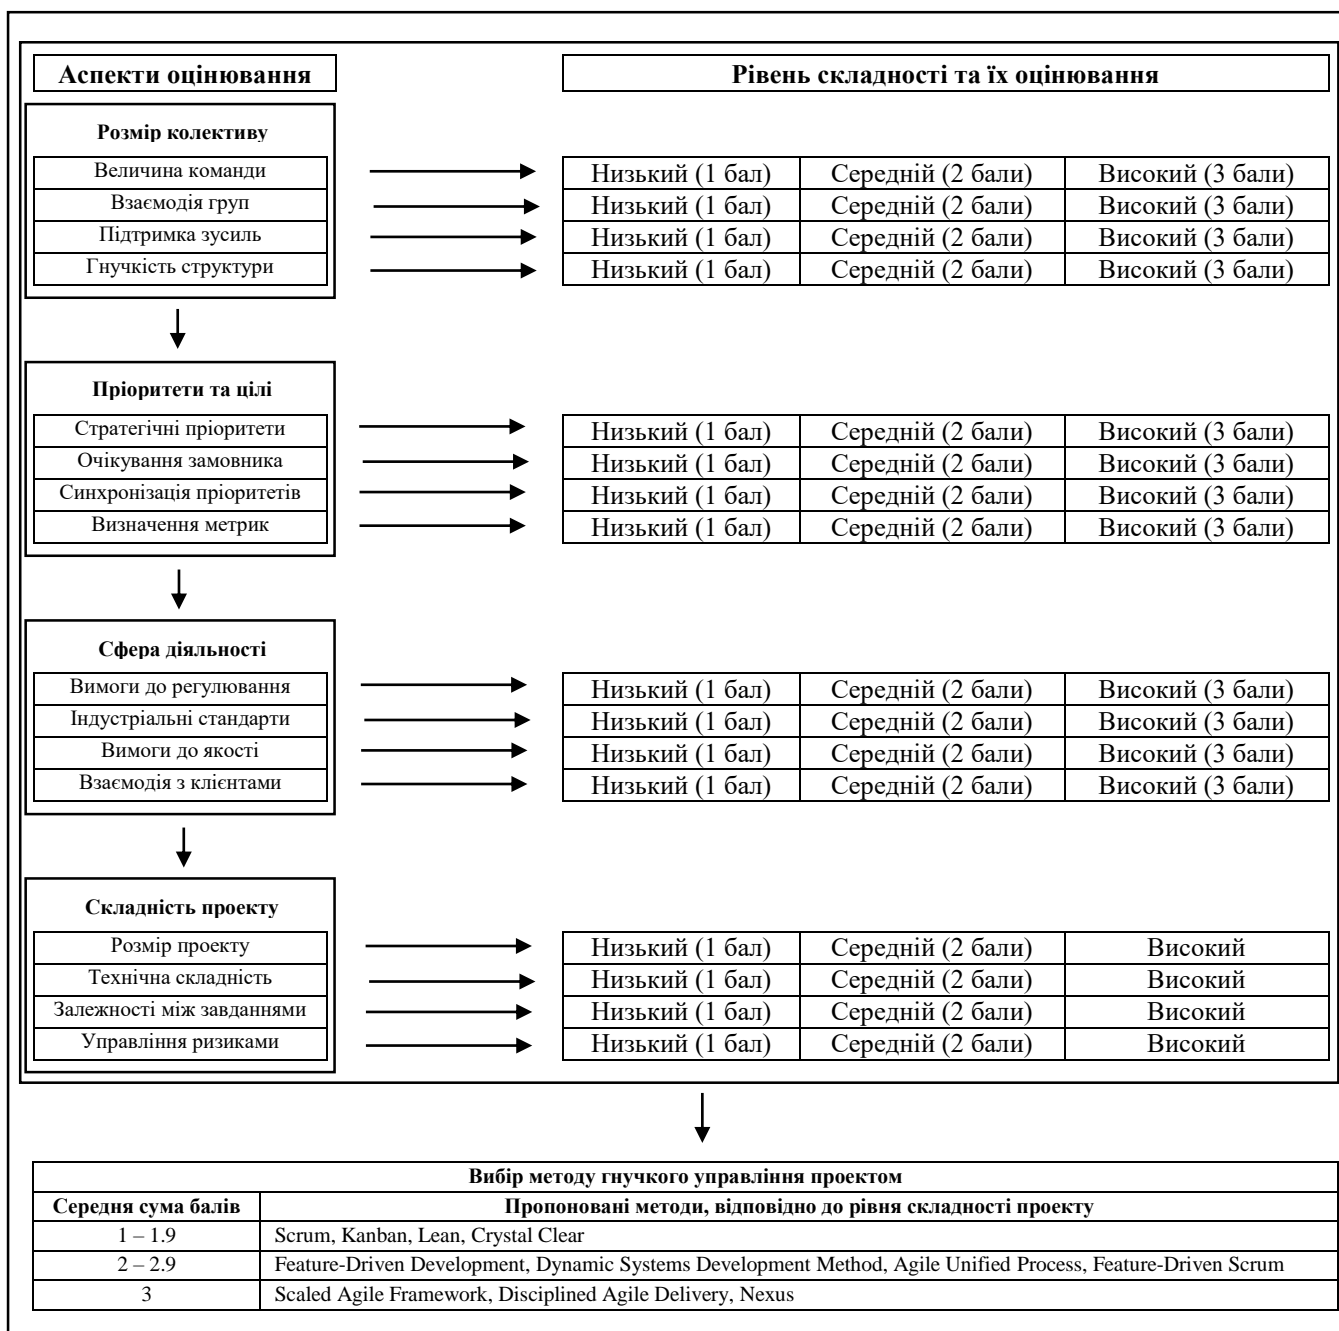 Аспекти оцінювання
Рівень складності та їх оцінювання
Розмір колективу
Величина команди
Низький (1 бал) Середній (2 бали) Високий (3 бали)
Взаємодія груп
Низький (1 бал) Середній (2 бали) Високий (3 бали)
Підтримка зусиль
Низький (1 бал) Середній (2 бали) Високий (3 бали)
Гнучкість структури
Низький (1 бал) Середній (2 бали) Високий (3 бали)
Пріоритети та цілі
Стратегічні пріоритети
Низький (1 бал) Середній (2 бали) Високий (3 бали)
Очікування замовника
Низький (1 бал) Середній (2 бали) Високий (3 бали)
Синхронізація пріоритетів
Низький (1 бал) Середній (2 бали) Високий (3 бали)
Визначення метрик
Низький (1 бал) Середній (2 бали) Високий (3 бали)
Сфера діяльності
Вимоги до регулювання
Низький (1 бал) Середній (2 бали) Високий (3 бали)
Індустріальні стандарти
Низький (1 бал) Середній (2 бали) Високий (3 бали)
Вимоги до якості
Низький (1 бал) Середній (2 бали) Високий (3 бали)
Взаємодія з клієнтами
Низький (1 бал) Середній (2 бали) Високий (3 бали)
Складність проекту
Розмір проекту
Низький (1 бал) Середній (2 бали) Високий
Технічна складність
Низький (1 бал) Середній (2 бали) Високий
Залежності між завданнями
Низький (1 бал) Середній (2 бали) Високий
Управління ризиками
Низький (1 бал) Середній (2 бали) Високий
Вибір методу гнучкого управління проектом
Середня сума балів Пропоновані методи, відповідно до рівня складності проекту
1 – 1.9 Scrum, Kanban, Lean, Crystal Clear
2 – 2.9 Feature-Driven Development, Dynamic Systems Development Method, Agile Unified Process, Feature-Driven Scrum
3 Scaled Agile Framework, Disciplined Agile Delivery, Nexus